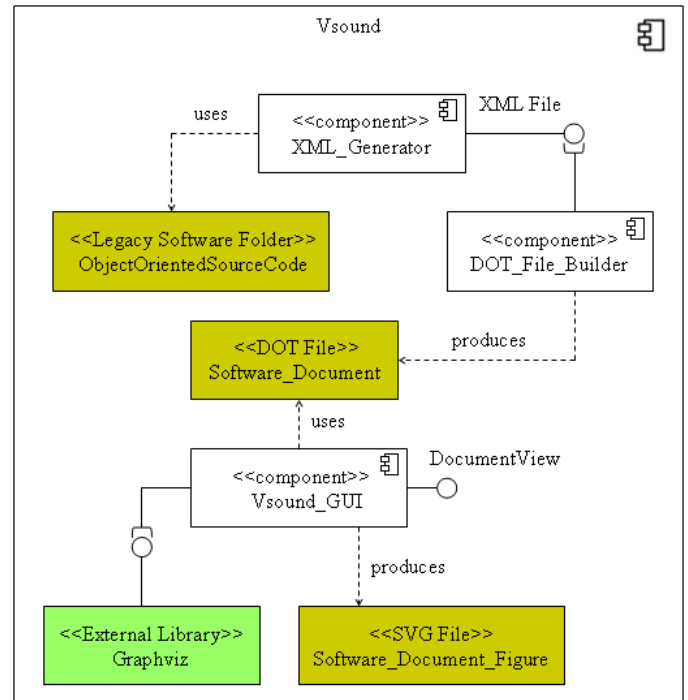 Vsound
uses
<<component>>
XML_Generator
XML File
<<Legacy Software Folder>>
ObjectOrientedSourceCode
<<component>>
DOT_File_Builder
<<DOT File>>
Software_Document
produces
uses
<<component>>
Vsound_GUI
DocumentView
produces
<<External Library>>
Graphviz
<<SVG File>>
Software_Document_Figure